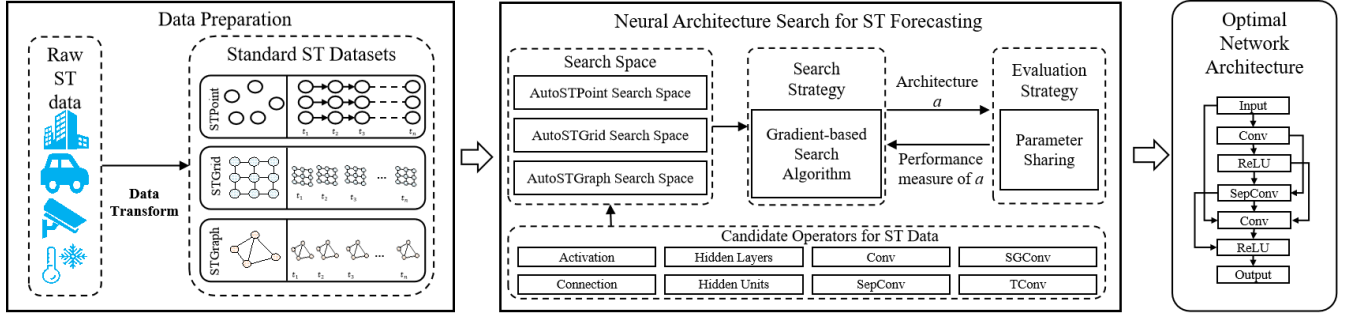 Data Preparation
Raw
ST
data
Data
Transform
Standard ST Datasets
STPoint
t1 t2 t3 tn
STGrid
t1 t2 t3 ... tn
STGraph
t1 t2 t3 ... tn
Neural Architecture Search for ST Forecasting
Search Space
AutoSTPoint Search Space
AutoSTGrid Search Space
AutoSTGraph Search Space
Search
Strategy
Gradient-based
Search
Algorithm
Architecture
a
Performance
measure of a
Evaluation
Strategy
Parameter
Sharing
Candidate Operators for ST Data
Activation Hidden Layers Conv SGConv
Connection Hidden Units SepConv TConv
Optimal
Network
Architecture
Input
Conv
ReLU
SepConv
Conv
ReLU
Output